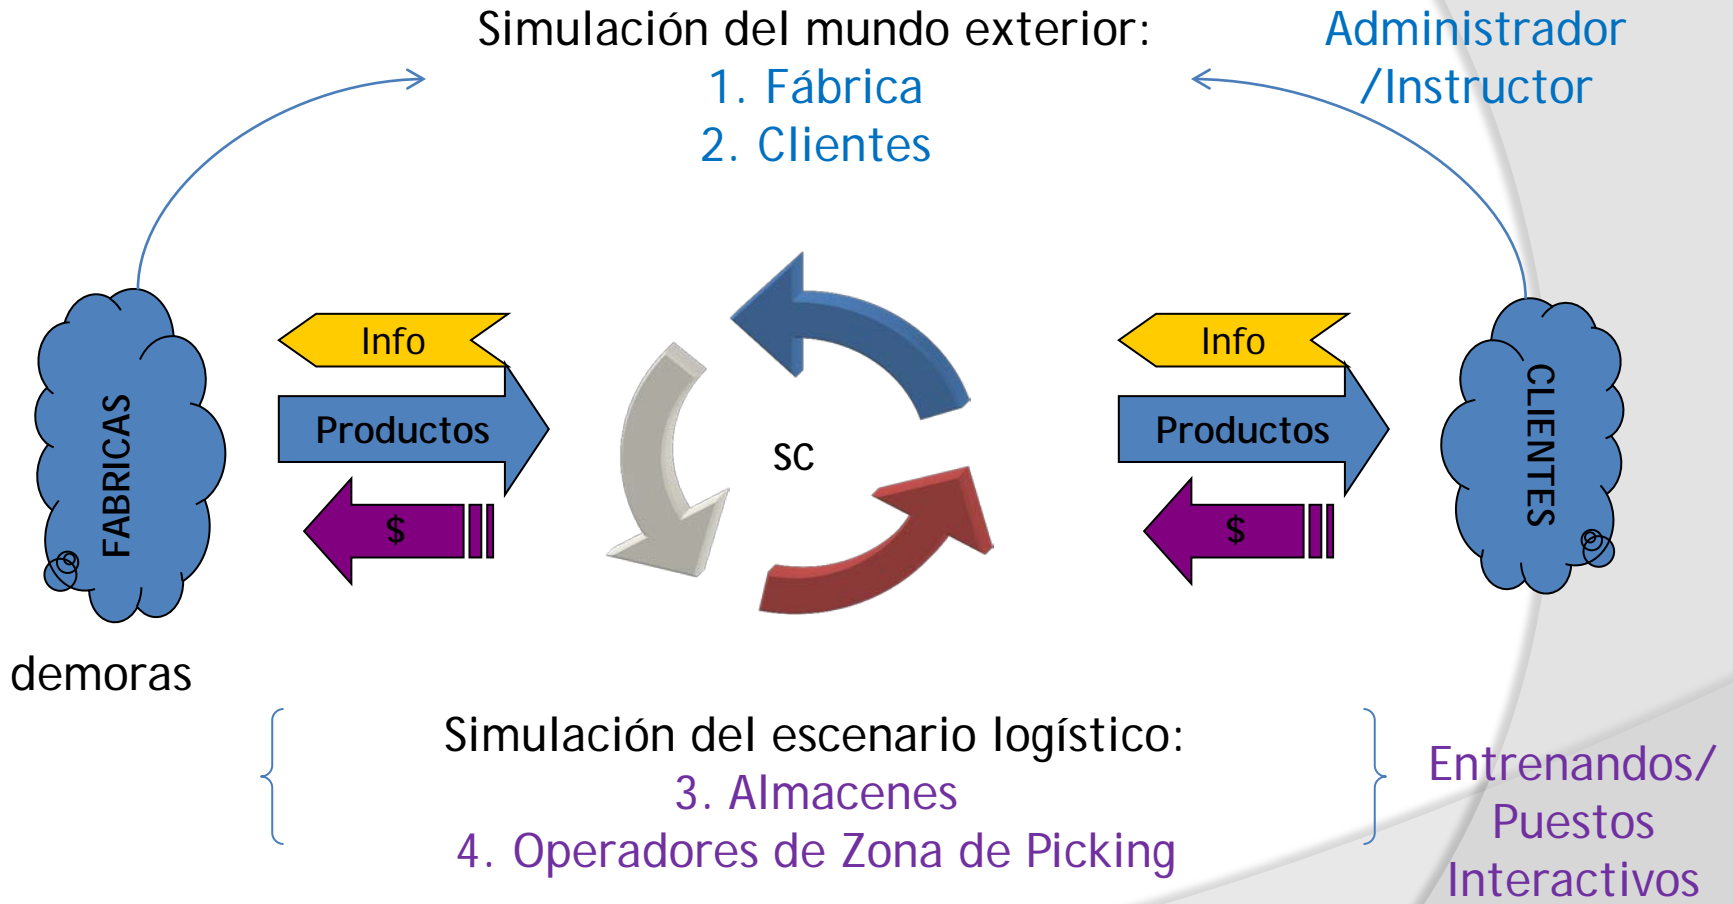 Simulación del mundo exterior:
1. Fábrica
2. Clientes
Administrador
/Instructor
FABRICAS
Info
Productos
$
SC
Info
Productos
$
CLIENTES
demoras
Simulación del escenario logístico:
3. Almacenes
4. Operadores de Zona de Picking
Entrenandos/
Puestos
Interactivos